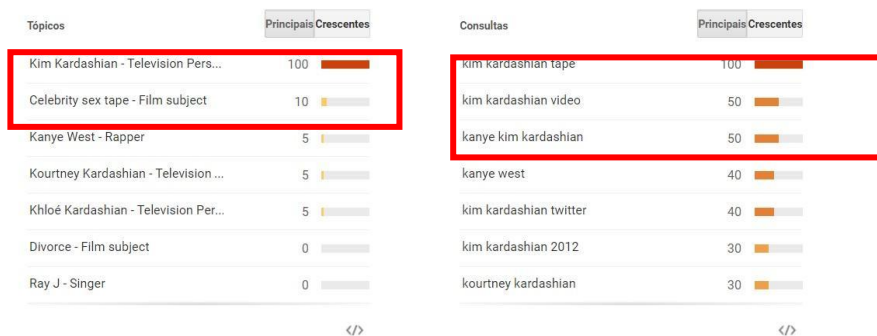 Tópicos
Principais Crescentes
Kim Kardashian - Television Pers... 100
Celebrity sex tape - Film subject 10
Kanye West - Rapper 5
Kourtney Kardashian - Television ... 5
Khloé Kardashian - Television Per... 5
Divorce - Film subject 0
Ray J - Singer 0
</>
Consultas
Principais Crescentes
kim kardashian tape 100
kim kardashian video 50
kanye kim kardashian 50
kanye west 40
kim kardashian twitter 40
kim kardashian 2012 30
kourtney kardashian 30
</>